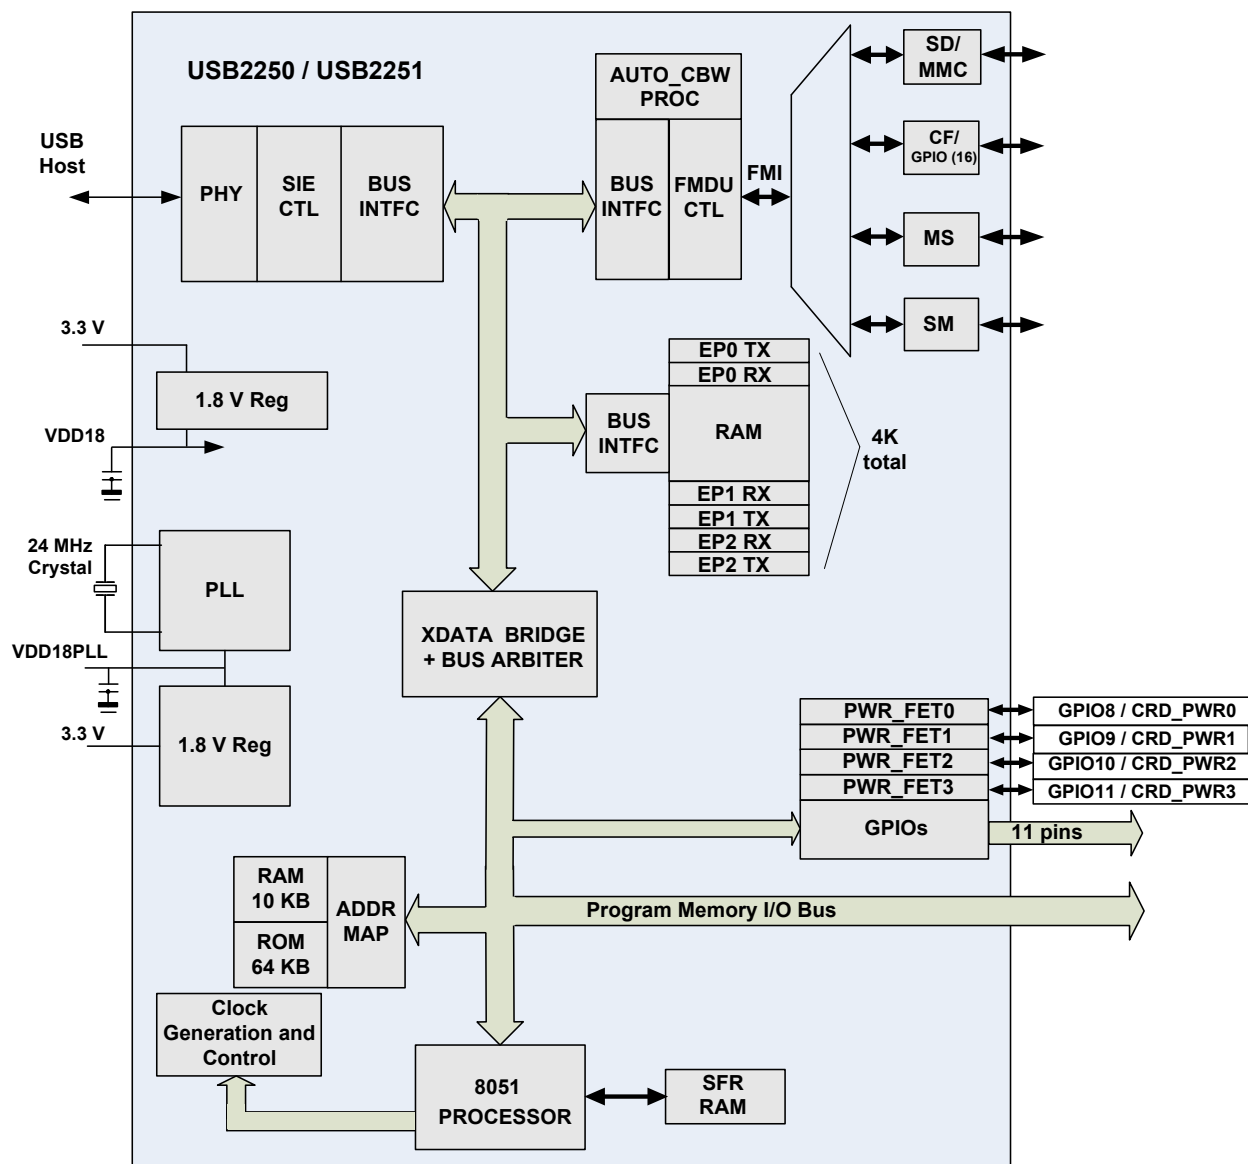 USB2250 / USB2251
USB
Host
PHY
SIE
CTL
BUS
INTFC
AUTO_CBW
PROC
BUS
INTFC
FMDU
CTL
FMI
SD/
MMC
CF/
GPIO (16)
MS
SM
3.3 V
1.8 V Reg
VDD18
EP0 TX
EP0 RX
BUS
INTFC
RAM
EP1 RX
EP1 TX
EP2 RX
EP2 TX
4K
total
24 MHz
Crystal
PLL
VDD18PLL
3.3 V
1.8 V Reg
XDATA BRIDGE
+ BUS ARBITER
PWR_FET0
PWR_FET1
PWR_FET2
PWR_FET3
GPIOs
GPIO8 / CRD_PWR0
GPIO9 / CRD_PWR1
GPIO10 / CRD_PWR2
GPIO11 / CRD_PWR3
11 pins
RAM
10 KB
ROM
64 KB
ADDR
MAP
Program Memory I/O Bus
Clock
Generation and
Control
8051
PROCESSOR
SFR
RAM